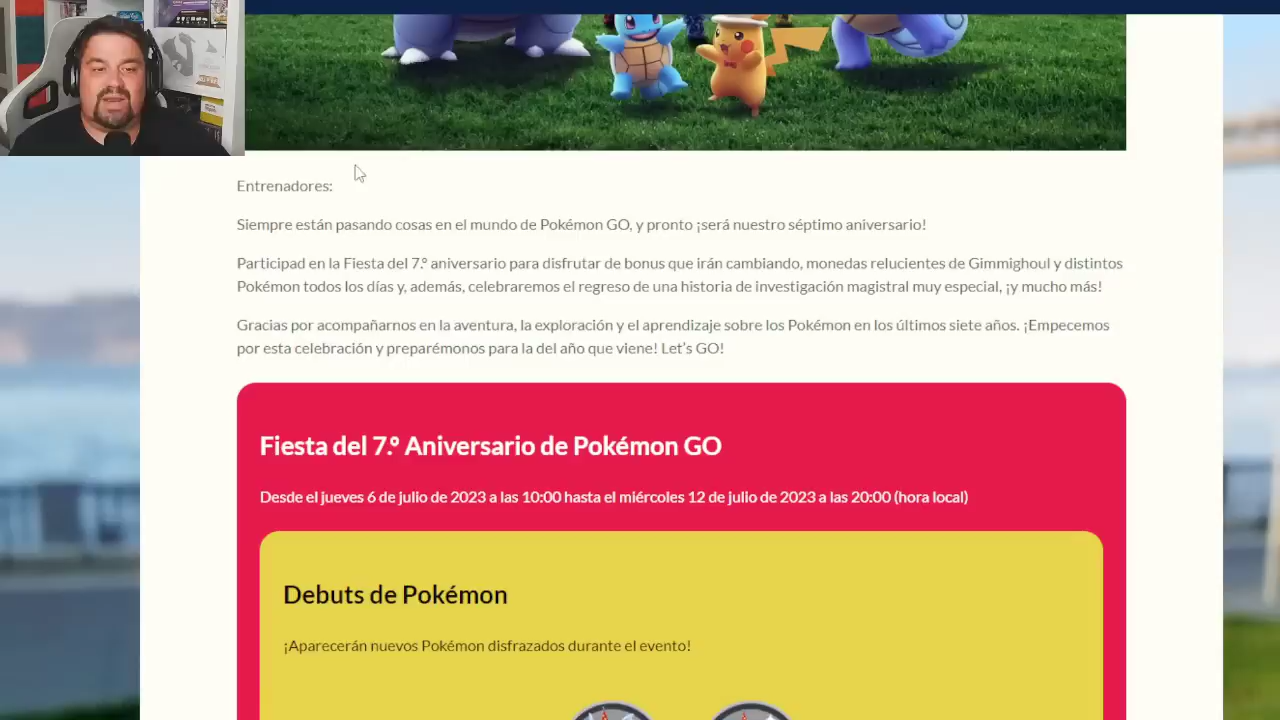 Entrenadores:
Siempre están pasando cosas en el mundo de Pokémon GO, y pronto ¡será nuestro séptimo aniversario!
Participad en la Fiesta del 7.º aniversario para disfrutar de bonus que irán cambiando, monedas relucientes de Gimmighoul y distintos
Pokémon todos los días y, además, celebraremos el regreso de una historia de investigación magistral muy especial, ¡y mucho más!
Gracias por acompañarnos en la aventura, la exploración y el aprendizaje sobre los Pokémon en los últimos siete años. ¡Empecemos
por esta celebración y preparémonos para la del año que viene! Let’s GO!
Fiesta del 7.º Aniversario de Pokémon GO
Desde el jueves 6 de julio de 2023 a las 10:00 hasta el miércoles 12 de julio de 2023 a las 20:00 (hora local)
Debuts de Pokémon
¡Aparecerán nuevos Pokémon disfrazados durante el evento!